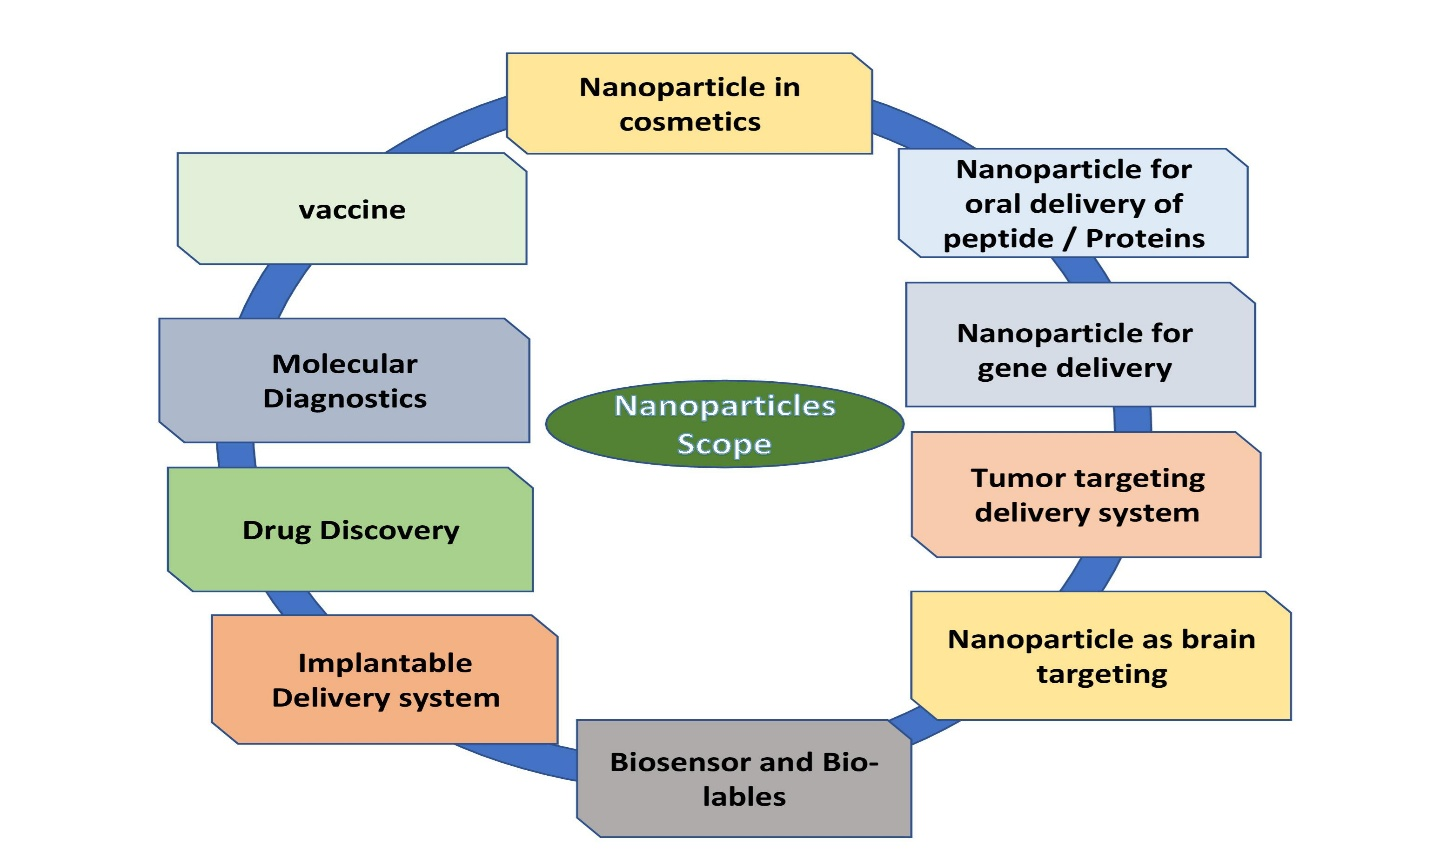 Nanoparticle in
cosmetics
Nanoparticle for
oral delivery of
peptide / Proteins
Nanoparticle for
gene delivery
Tumor targeting
delivery system
Nanoparticle as brain
targeting
Biosensor and Bio-
lables
Implantable
Delivery system
Drug Discovery
Molecular
Diagnostics
vaccine
Nanoparticles
Scope